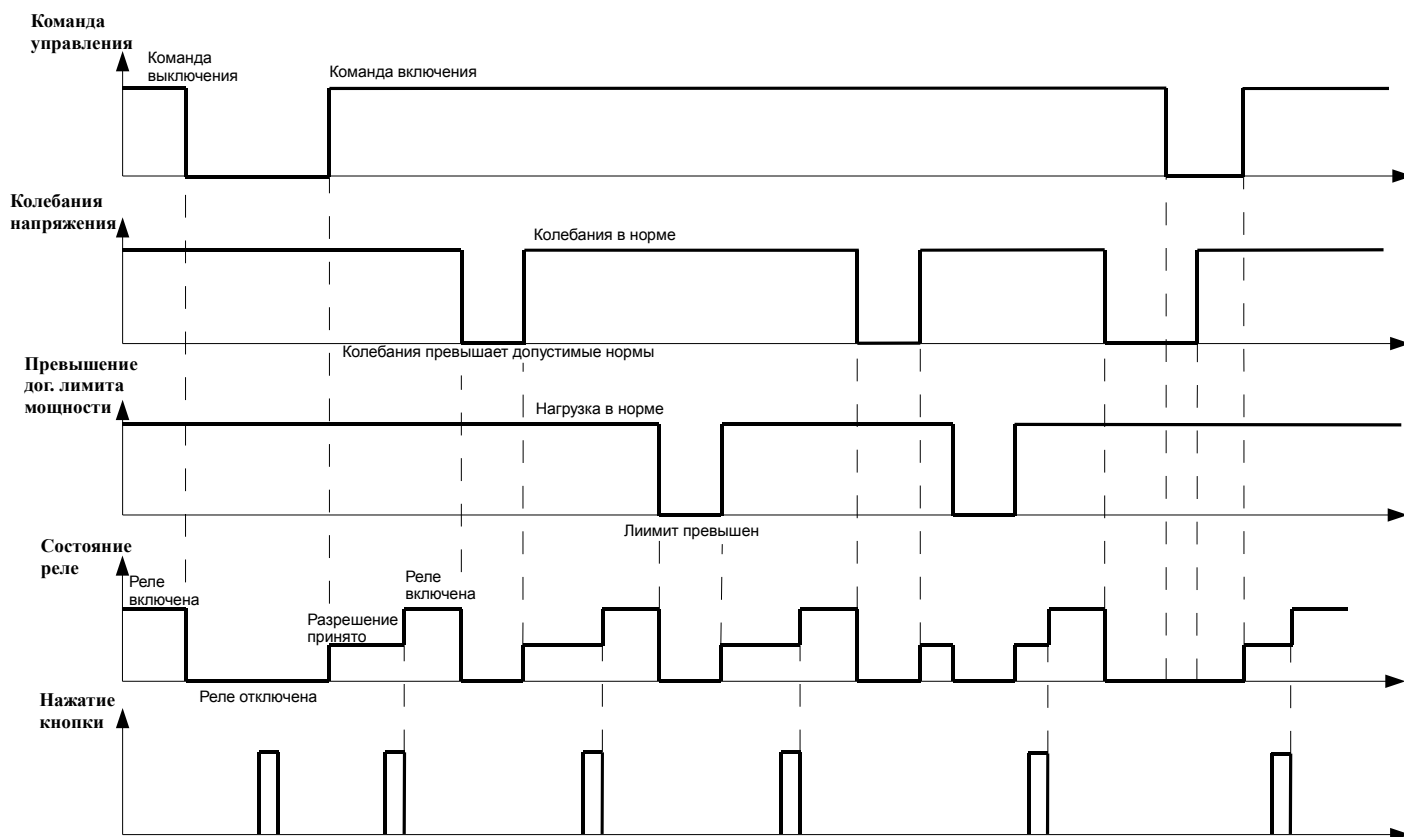 Команда
управления
Команда
выключения
Команда включения
Колебания
напряжения
Колебания в норме
Колебания превышает допустимые нормы
Превышение
дог. лимита
мощности
Нагрузка в норме
Лиимит превышен
Состояние
реле
Реле
включена
Разрешение
принято
Реле
включена
Реле отключена
Нажатие
кнопки